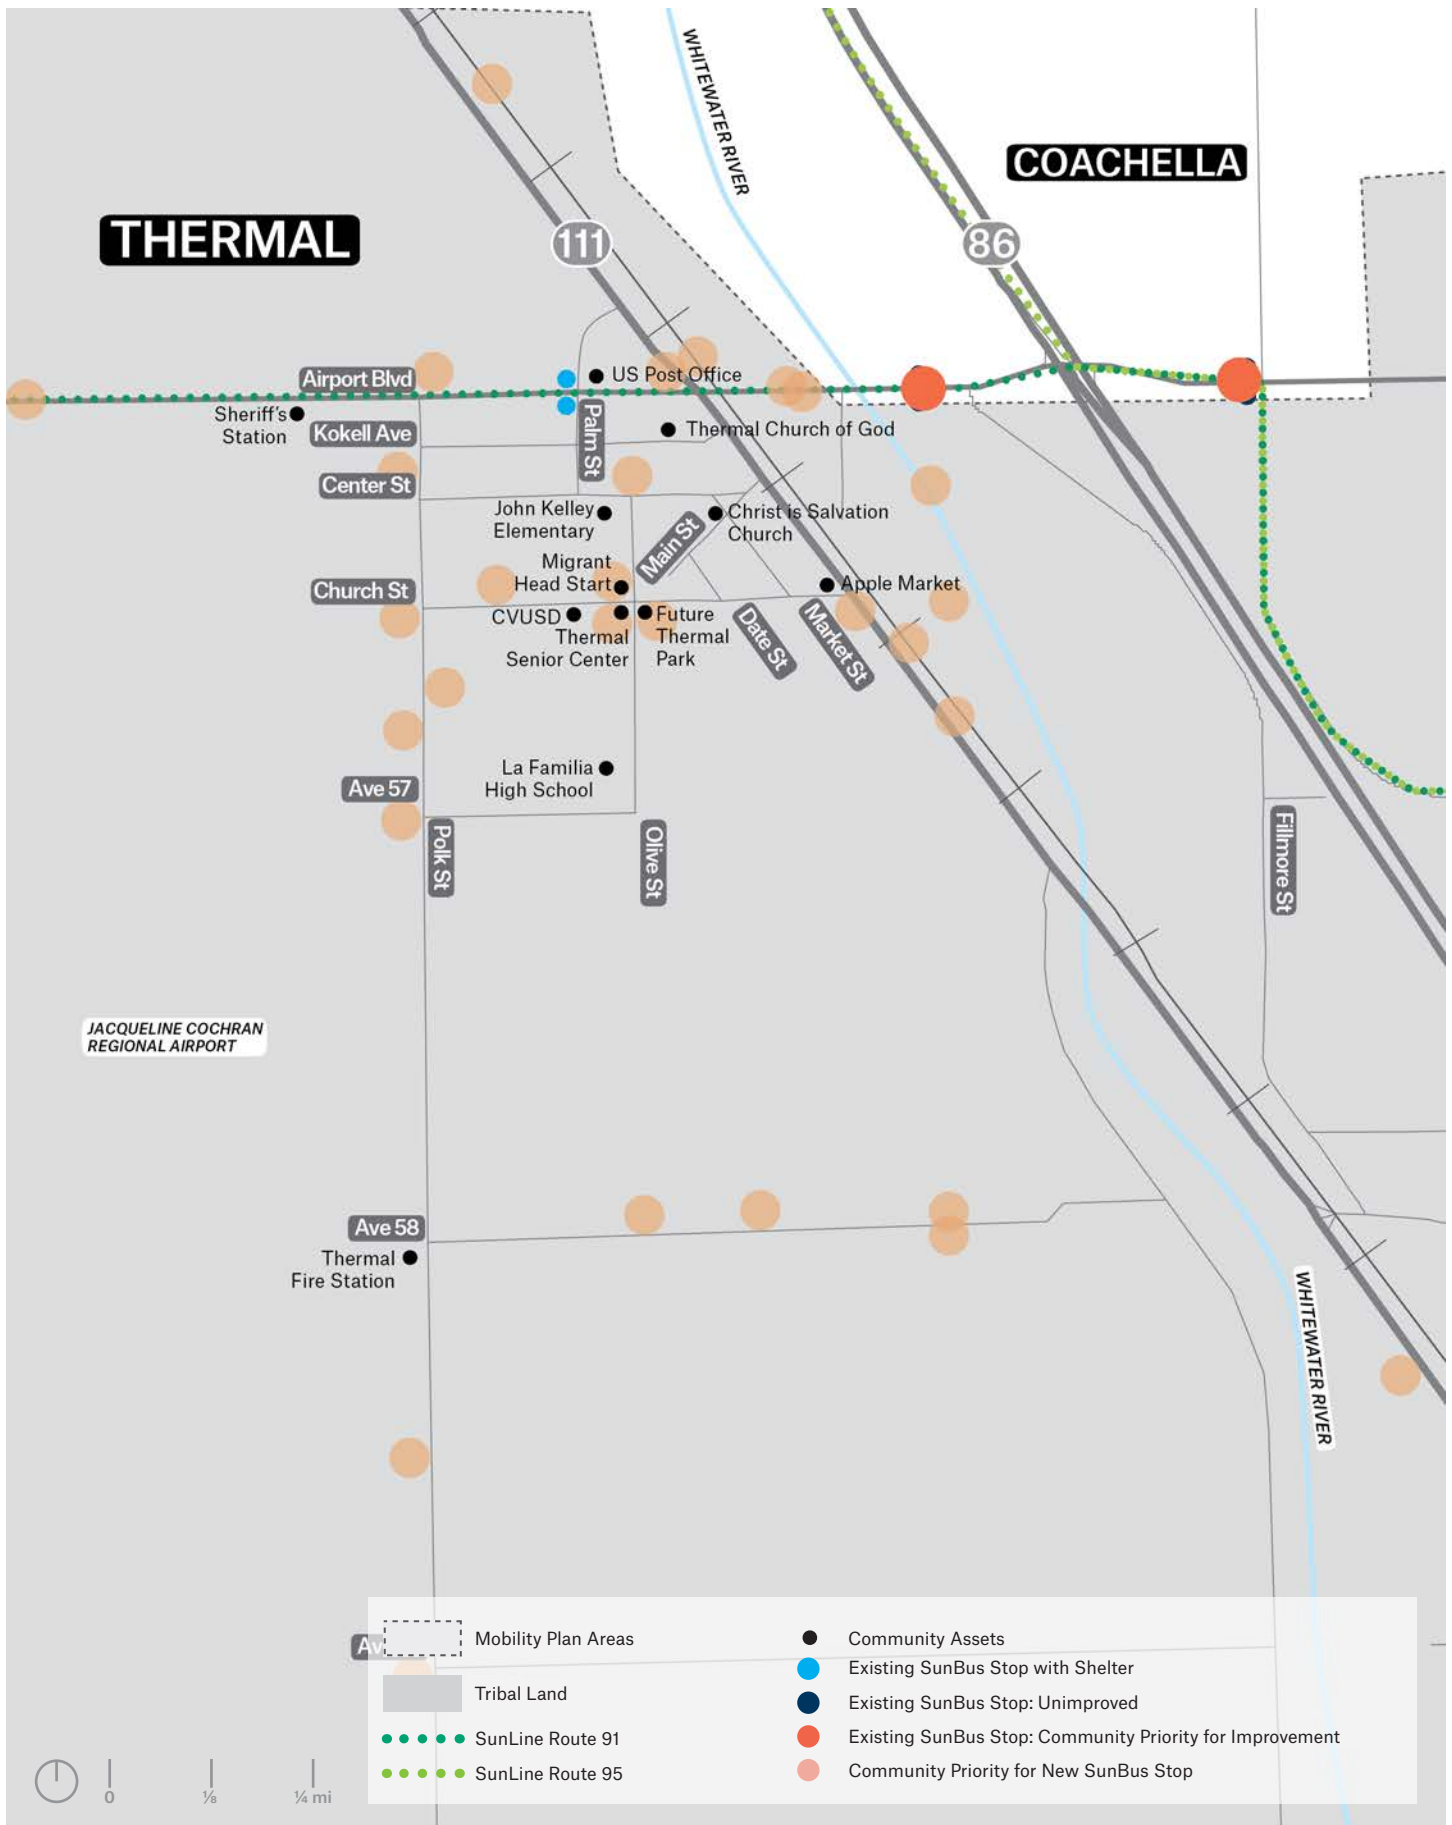 WHITEWATER RIVER
COACHELLA
THERMAL
111
86
Airport Blvd
US Post Office
Sheriff's
Station
Kokell Ave
Palm St
Thermal Church of God
Center St
John Kelley
Elementary
Main St
Christ is Salvation
Church
Migrant
Head Start
Church St
Apple Market
CVUSD
Thermal
Senior Center
Future
Thermal
Park
Date St
Market St
La Familia
High School
Ave 57
Polk St
Olive St
Fillmore St
JACQUELINE COCHRAN
REGIONAL AIRPORT
Ave 58
Thermal
Fire Station
WHITEWATER RIVER
Mobility Plan Areas
Tribal Land
SunLine Route 91
SunLine Route 95
Community Assets
Existing SunBus Stop with Shelter
Existing SunBus Stop: Unimproved
Existing SunBus Stop: Community Priority for Improvement
Community Priority for New SunBus Stop
0
⅛
¼ mi